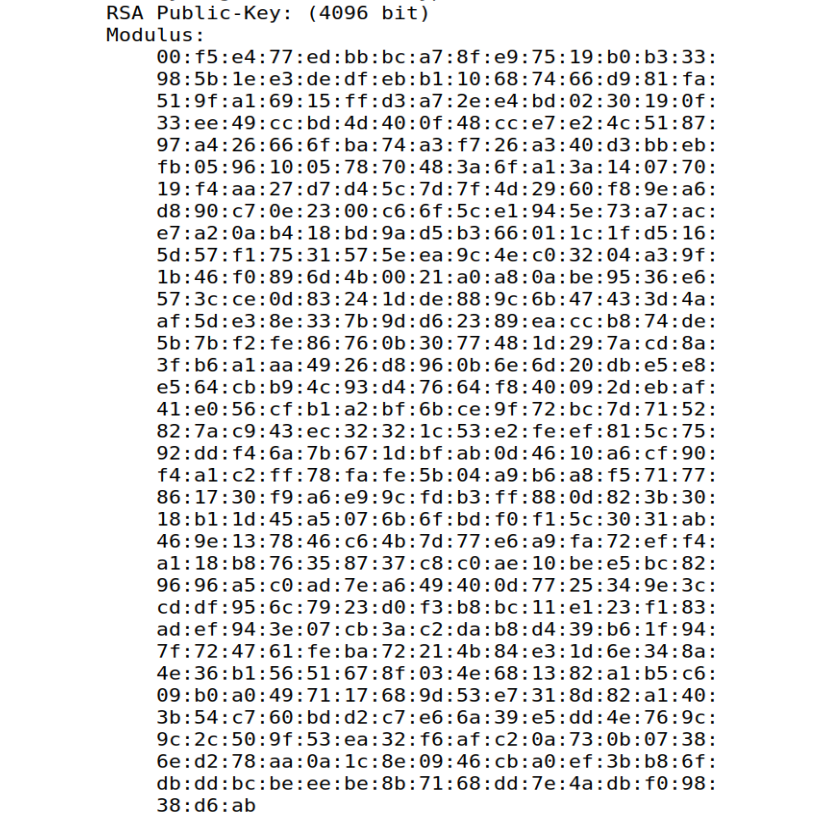 RSA Public-Key: (4096 bit)
Modulus:
00:f5:e4:77:ed:bb:bc:a7:8f:e9:75:19:b0:b3:33:
98:5b:1e:e3:de:df:eb:b1:10:68:74:66:d9:81:fa:
51:9f:a1:69:15:ff:d3:a7:2e:e4:bd:02:30:19:0f:
33:ee:49:cc:bd:4d:40:0f:48:cc:e7:e2:4c:51:87:
97:a4:26:66:6f:ba:74:a3:f7:26:a3:40:d3:bb:eb:
fb:05:96:10:05:78:70:48:3a:6f:a1:3a:14:07:70:
19:f4:aa:27:d7:d4:5c:7d:7f:4d:29:60:f8:9e:a6:
d8:90:c7:0e:23:00:c6:6f:5c:e1:94:5e:73:a7:ac:
e7:a2:0a:b4:18:bd:9a:d5:b3:66:01:1c:1f:d5:16:
5d:57:f1:75:31:57:5e:ea:9c:4e:c0:32:04:a3:9f:
1b:46:f0:89:6d:4b:00:21:a0:a8:0a:be:95:36:e6:
57:3c:ce:0d:83:24:1d:de:88:9c:6b:47:43:3d:4a:
af:5d:e3:8e:33:7b:9d:d6:23:89:ea:cc:b8:74:de:
5b:7b:f2:fe:86:76:0b:30:77:48:1d:29:7a:cd:8a:
3f:b6:a1:aa:49:26:d8:96:0b:6e:6d:20:db:e5:e8:
e5:64:cb:b9:4c:93:d4:76:64:f8:40:09:2d:eb:af:
41:e0:56:cf:b1:a2:bf:6b:ce:9f:72:bc:7d:71:52:
82:7a:c9:43:ec:32:32:1c:53:e2:fe:ef:81:5c:75:
92:dd:f4:6a:7b:67:1d:bf:ab:0d:46:10:a6:cf:90:
f4:a1:c2:ff:78:fa:fe:5b:04:a9:b6:a8:f5:71:77:
86:17:30:f9:a6:e9:9c:fd:b3:ff:88:0d:82:3b:30:
18:b1:1d:45:a5:07:6b:6f:bd:f0:f1:5c:30:31:ab:
46:9e:13:78:46:c6:4b:7d:77:e6:a9:fa:72:ef:f4:
a1:18:b8:76:35:87:37:c8:c0:ae:10:be:e5:bc:82:
96:96:a5:c0:ad:7e:a6:49:40:0d:77:25:34:9e:3c:
cd:df:95:6c:79:23:d0:f3:b8:bc:11:e1:23:f1:83:
ad:ef:94:3e:07:cb:3a:c2:da:b8:d4:39:b6:1f:94:
7f:72:47:61:fe:ba:72:21:4b:84:e3:1d:6e:34:8a:
4e:36:b1:56:51:67:8f:03:4e:68:13:82:a1:b5:c6:
09:b0:a0:49:71:17:68:9d:53:e7:31:8d:82:a1:40:
3b:54:c7:60:bd:d2:c7:e6:6a:39:e5:dd:4e:76:9c:
9c:2c:50:9f:53:ea:32:f6:af:c2:0a:73:0b:07:38:
6e:d2:78:aa:0a:1c:8e:09:46:cb:a0:ef:3b:b8:6f:
db:dd:bc:be:ee:be:8b:71:68:dd:7e:4a:db:f0:98:
38:d6:ab